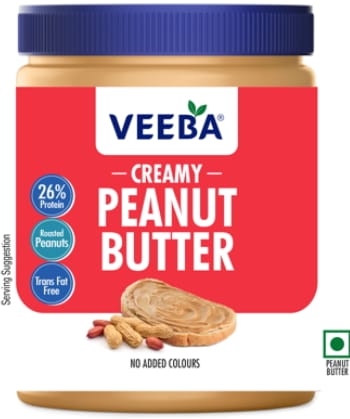 VEEBA®
CREAMY
PEANUT
BUTTER
26%
Protein
Roasted
Peanuts
Trans Fat
Free
Serving Suggestion
NO ADDED COLOURS
PEANUT
BUTTER